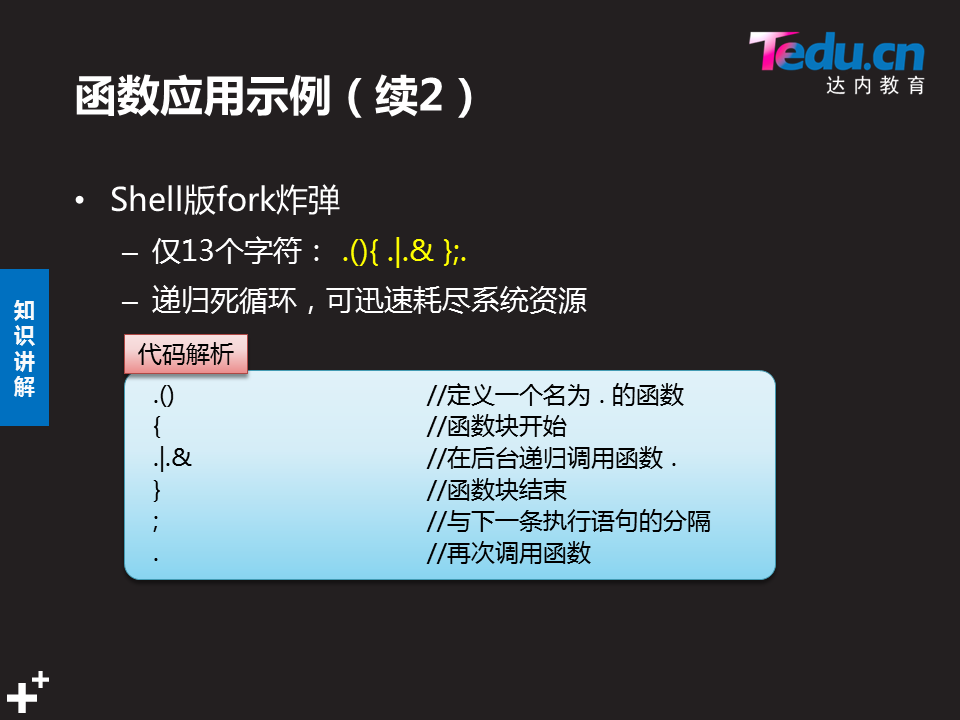 Tedu.cn
达内教育
函数应用示例（续2）
• Shell版fork炸弹
– 仅13个字符： .(){ .|.& };.
– 递归死循环，可迅速耗尽系统资源
知识讲解
代码解析
.() //定义一个名为 . 的函数
{ //函数块开始
.|.& //在后台递归调用函数 .
} //函数块结束
; //与下一条执行语句的分隔
. //再次调用函数